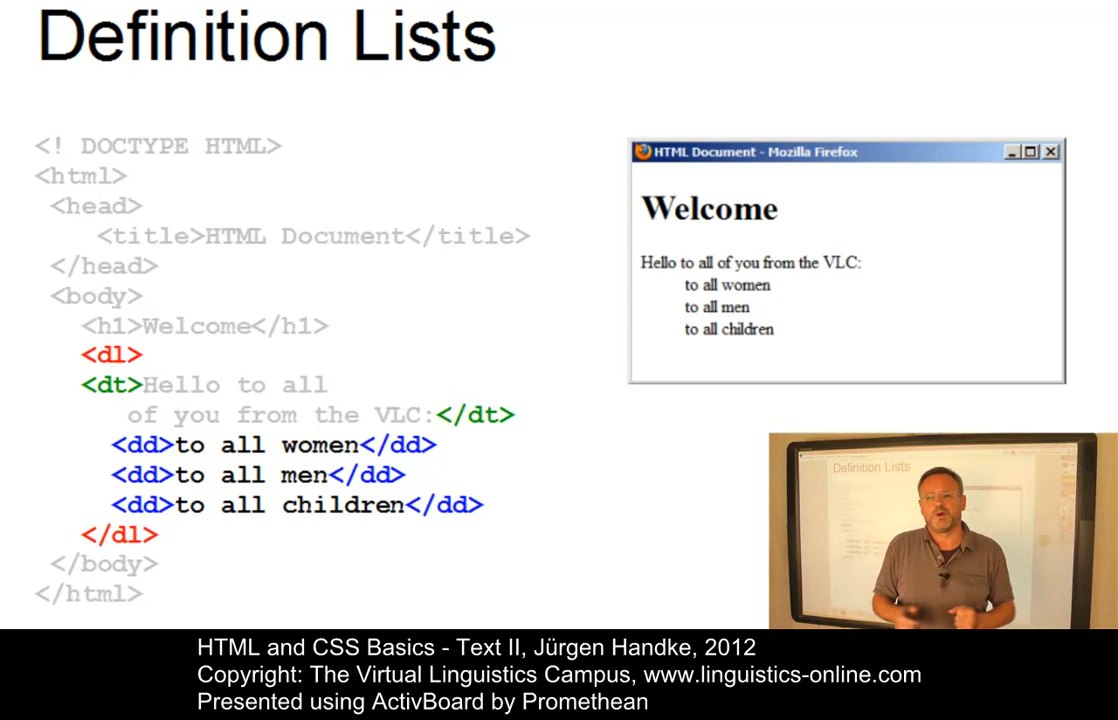 Definition Lists
<! DOCTYPE HTML>
<html>
<head>
<title>HTML Document</title>
</head>
<body>
<h1>Welcome</h1>
<dl>
<dt>Hello to all
of you from the VLC:</dt>
<dd>to all women</dd>
<dd>to all men</dd>
<dd>to all children</dd>
</dl>
</body>
</html>
HTML Document - Mozilla Firefox
Welcome
Hello to all of you from the VLC:
to all women
to all men
to all children
Definition Lists
HTML and CSS Basics - Text II, Jürgen Handke, 2012
Copyright: The Virtual Linguistics Campus, www.linguistics-online.com
Presented using ActivBoard by Promethean